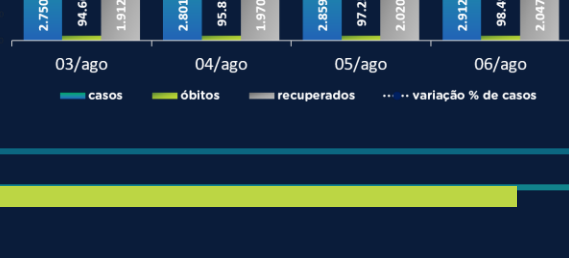 2.750 94.6 1.912 2.801 95.8 1.970 2.859 97.2 2.020 2.912 98.4 2.047
03/ago 04/ago 05/ago 06/ago
casos óbitos recuperados variação % de casos